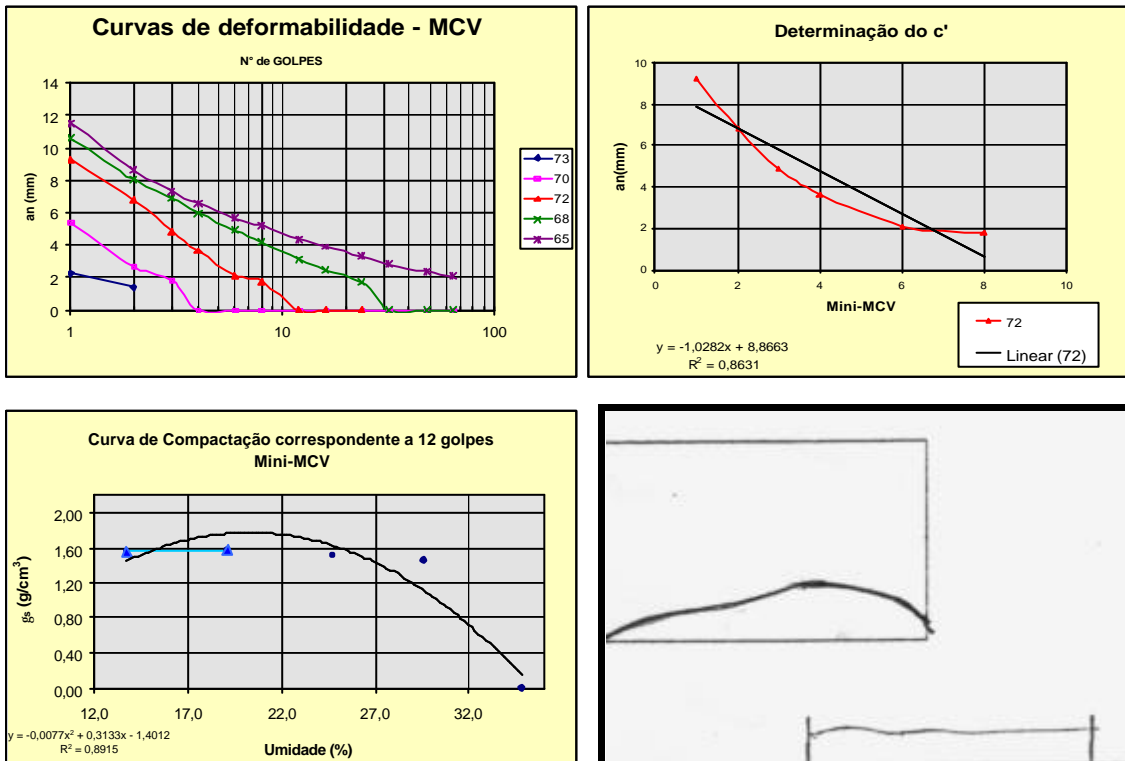 Curvas de deformabilidade - MCV
N° de GOLPES
an (mm)
14
12
10
8
6
4
2
0
1
10
100
73
70
72
68
65
Determinação do c'
an(mm)
10
8
6
4
2
0
0
2
4
6
8
10
Mini-MCV
72
Linear (72)
y = -1,0282x + 8,8663
R² = 0,8631
Curva de Compactação correspondente a 12 golpes
Mini-MCV
gs (g/cm³)
2,00
1,60
1,20
0,80
0,40
0,00
12,0
17,0
22,0
27,0
32,0
y = -0,0077x² + 0,3133x - 1,4012
R² = 0,8915
Umidade (%)